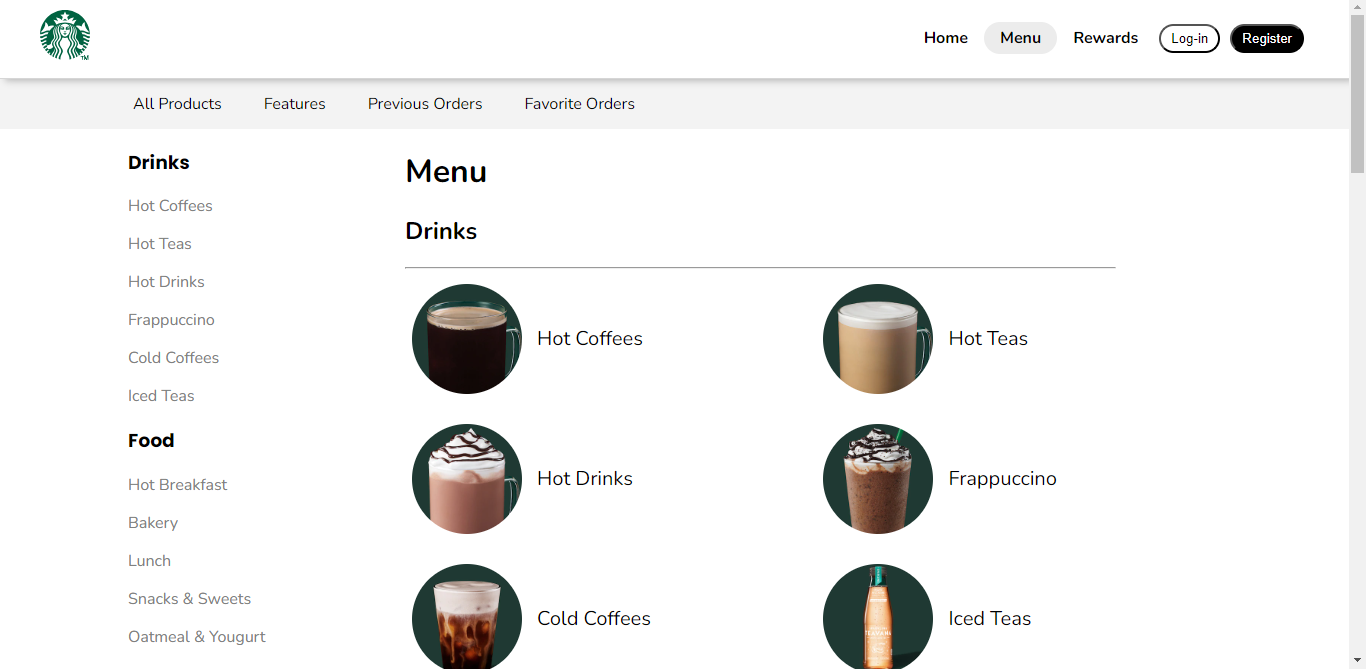 TM
Home
Menu
Rewards
Log-in
Register
All Products
Features
Previous Orders
Favorite Orders
Drinks
Hot Coffees
Hot Teas
Hot Drinks
Frappuccino
Cold Coffees
Iced Teas
Food
Hot Breakfast
Bakery
Lunch
Snacks & Sweets
Oatmeal & Yougurt
Menu
Drinks
Hot Coffees
Hot Teas
Hot Drinks
Frappuccino
Cold Coffees
TEAVANA
Iced Teas